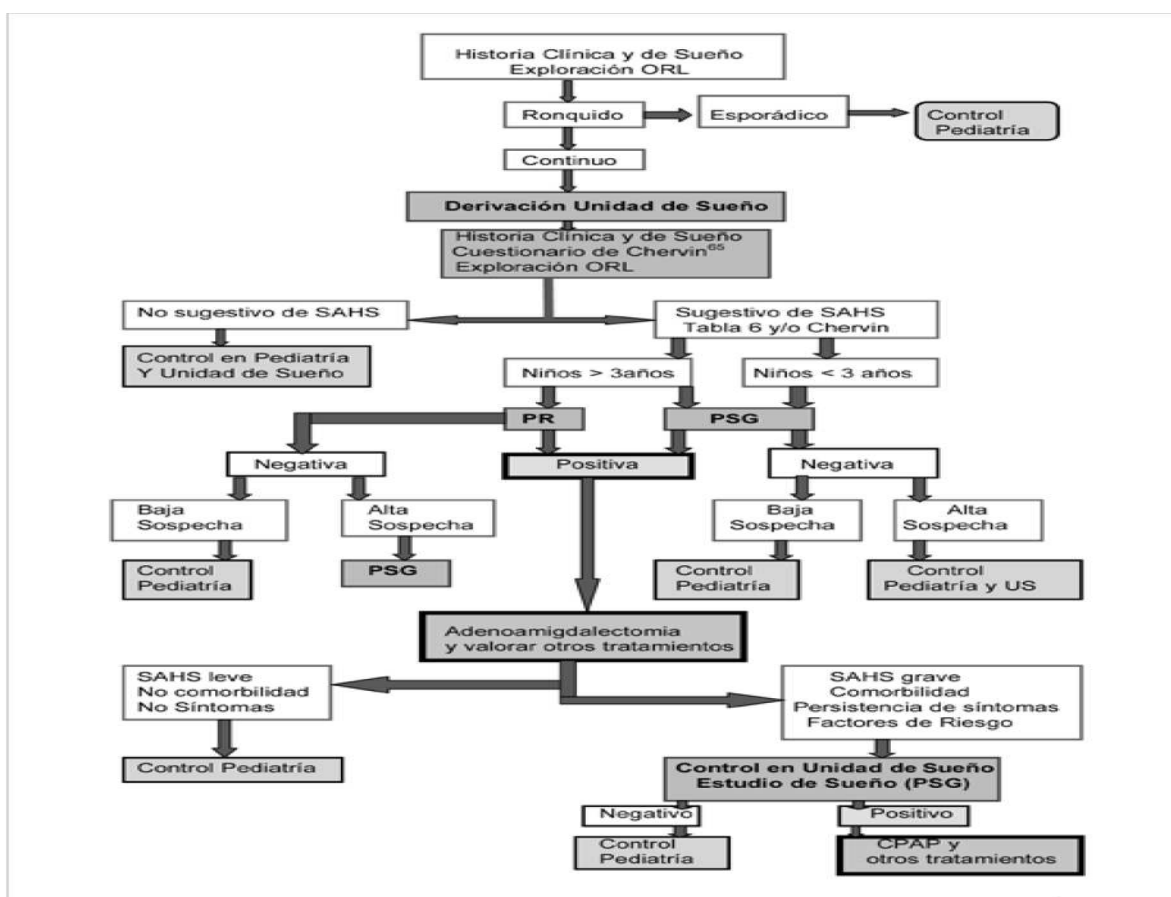 Historia Clínica y de Sueño
Exploración ORL
Ronquido
Esporádico
Control
Pediatría
Continuo
Derivación Unidad de Sueño
Historia Clínica y de Sueño
Cuestionario de Chervin⁶⁵
Exploración ORL
No sugestivo de SAHS
Sugestivo de SAHS
Tabla 6 y/o Chervin
Control en Pediatría
Y Unidad de Sueño
Niños > 3años
Niños < 3 años
PR
PSG
Negativa
Positiva
Negativa
Baja
Sospecha
Alta
Sospecha
Baja
Sospecha
Alta
Sospecha
Control
Pediatría
PSG
Control
Pediatría
Control
Pediatría y US
Adenoamigdalectomia
y valorar otros tratamientos
SAHS leve
No comorbilidad
No Síntomas
SAHS grave
Comorbilidad
Persistencia de síntomas
Factores de Riesgo
Control Pediatría
Control en Unidad de Sueño
Estudio de Sueño (PSG)
Negativo
Positivo
Control
Pediatría
CPAP y
otros tratamientos